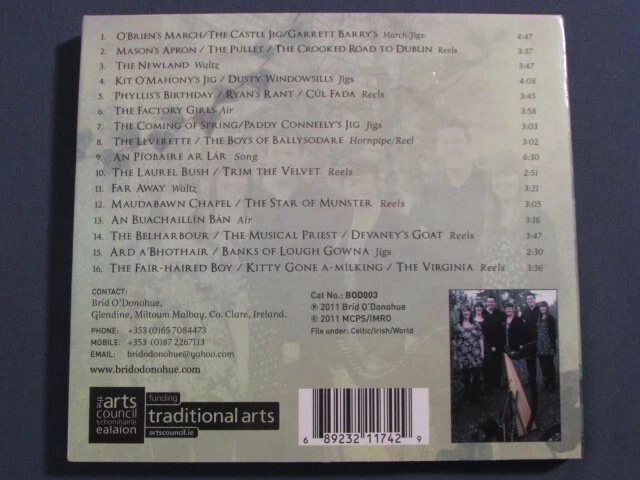 1. O'Brien's March/The Castle Jig/Garrett Barry's March/Jigs 4:47
2. Mason's Apron / The Pullet / The Crooked Road to Dublin Reels 3:37
3. The Newland Waltz 3:47
4. Kit O'Mahony's Jig / Dusty Windowsills Jigs 4:08
5. Phyllis's Birthday / Ryan's Rant / Cúl Fada Reels 3:45
6. The Factory Girls Air 3:58
7. The Coming of Spring/Paddy Conneely's Jig Jigs 3:03
8. The Leverette / The Boys of Ballysodare Hornpipe/Reel 3:02
9. An Píobaire ar Lár Song 6:30
10. The Laurel Bush / Trim the Velvet Reels 2:51
11. Far Away Waltz 3:21
12. Maudabawn Chapel / The Star of Munster Reels 3:05
13. An Buachaillín Bán Air 3:16
14. The Belharbour / The Musical Priest / Devaney's Goat Reels 3:47
15. Ard a'Bhothair / Banks of Lough Gowna Jigs 2:30
16. The Fair-haired Boy / Kitty Gone a-Milking / The Virginia Reels 3:36
CONTACT:
Bríd O'Donohue,
Glendine, Miltown Malbay, Co. Clare, Ireland.
PHONE: +353 (0)65 7084473
MOBILE: +353 (0)87 2267113
EMAIL: bridodonohue@yahoo.com
www.bridodonohue.com
Cat No.: BOD003
℗ 2011 Bríd O'Donohue
© 2011 MCPS/IMRO
File under: Celtic/Irish/World
the arts council
schomhairle ealaíon
funding
traditional arts
artscouncil.ie
6 89232 11742 9